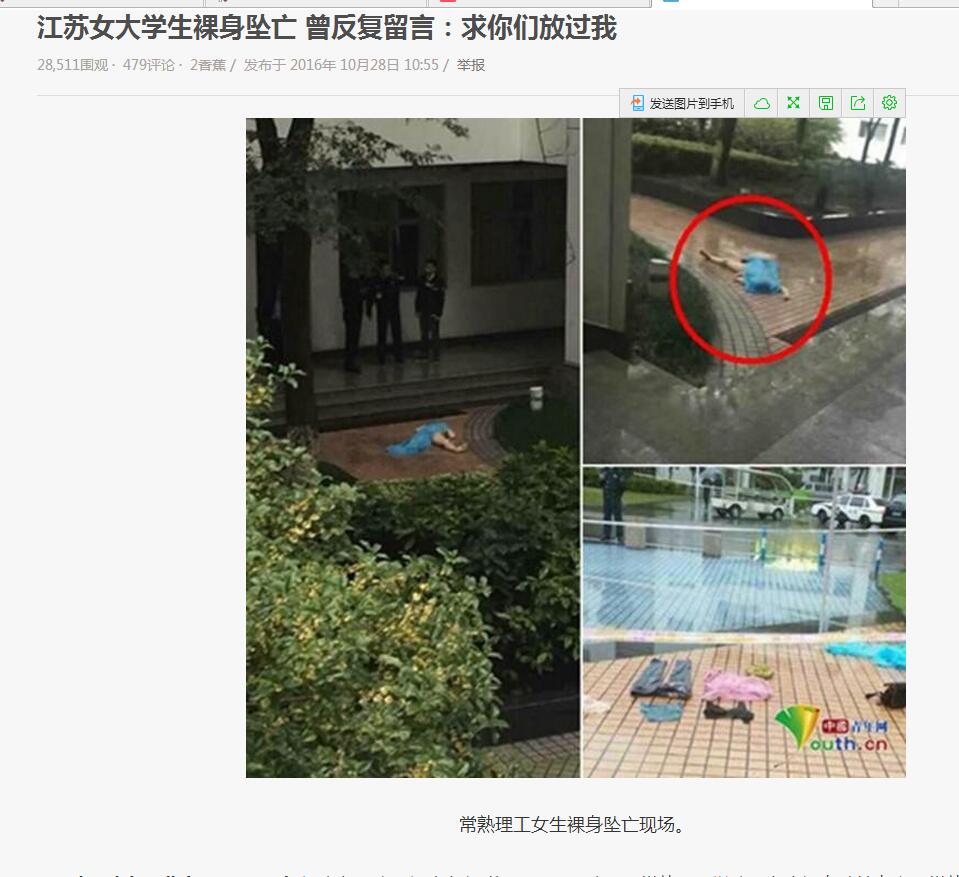 江苏女大学生裸身坠亡 曾反复留言：求你们放过我
28,511围观· 479评论· 2香蕉 / 发布于 2016年 10月28日 10:55 / 举报
发送图片到手机
中国青年网
outh.cn
常熟理工女生裸身坠亡现场。